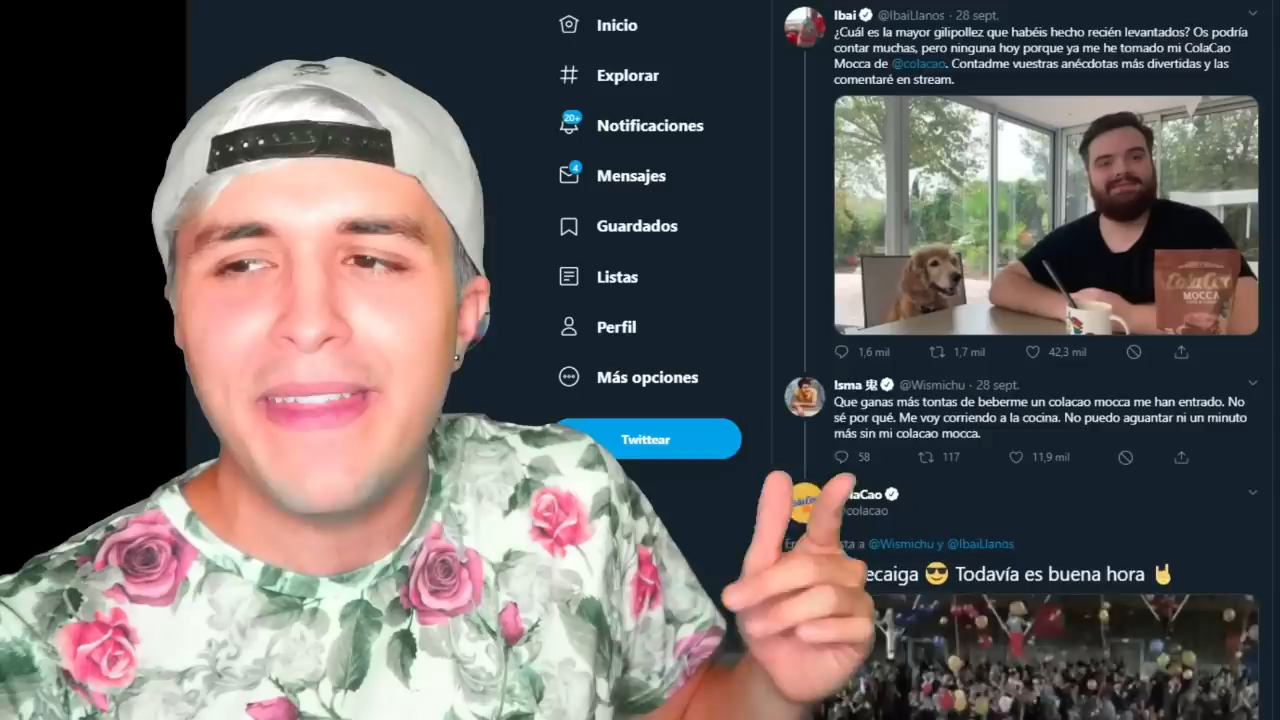 Inicio
Explorar
20+
Notificaciones
4
Mensajes
Guardados
Listas
Perfil
Más opciones
Twittear
Ibai @IbaiLlanos · 28 sept.
¿Cuál es la mayor gilipollez que habéis hecho recién levantados? Os podría
contar muchas, pero ninguna hoy porque ya me he tomado mi ColaCao
Mocca de @colacao. Contadme vuestras anécdotas más divertidas y las
comentaré en stream.
ColaCao
MOCCA
1,6 mil 1,7 mil 42,3 mil
Isma 鬼 @Wismichu · 28 sept.
Que ganas más tontas de beberme un colacao mocca me han entrado. No
sé por qué. Me voy corriendo a la cocina. No puedo aguantar ni un minuto
más sin mi colacao mocca.
58 117 11,9 mil
laCao
colacao
sta a @Wismichu y @IbaiLlanos
ecaiga 😎 Todavía es buena hora 🤘